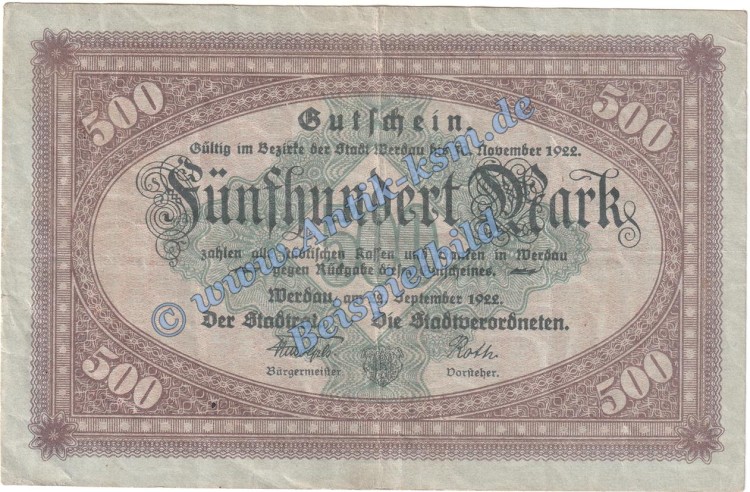 500 500
Gutschein.
Gültig im Bezirke der Stadt Werdau bis November 1922.
Fünfhundert Mark
500
zahlen alle städtischen Kassen und Banken in Werdau
gegen Rückgabe dieses Gutscheines.
Werdau, am September 1922.
Der Stadtrat Die Stadtverordneten.
Roth
Bürgermeister Vorsteher.
500 500
© www.Antik-ksm.de
Beispielbild